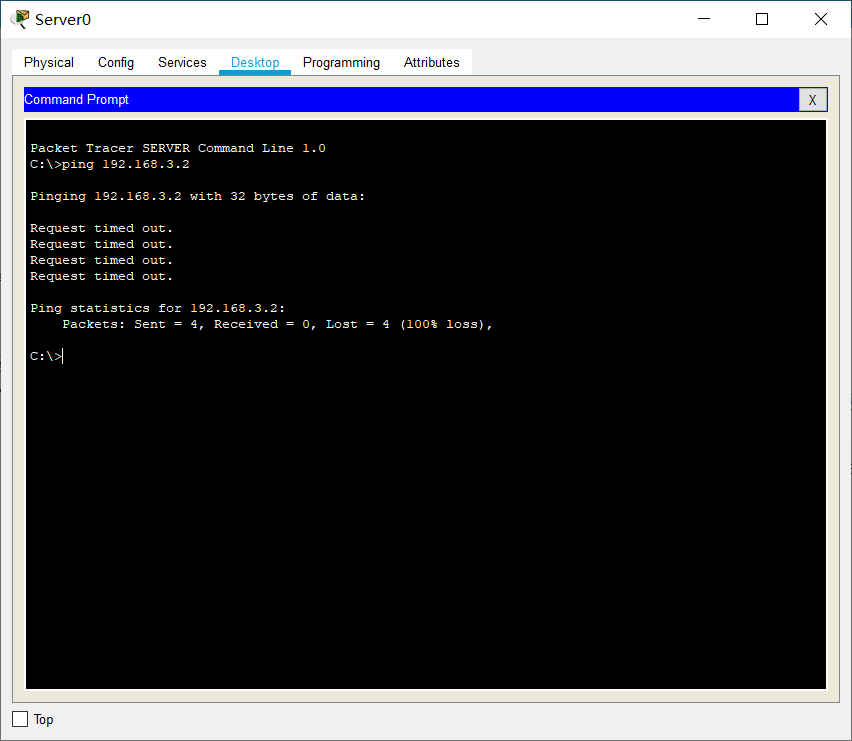 Server0
Physical Config Services Desktop Programming Attributes
Command Prompt X
Packet Tracer SERVER Command Line 1.0
C:\>ping 192.168.3.2
Pinging 192.168.3.2 with 32 bytes of data:
Request timed out.
Request timed out.
Request timed out.
Request timed out.
Ping statistics for 192.168.3.2:
    Packets: Sent = 4, Received = 0, Lost = 4 (100% loss),
C:\>
Top